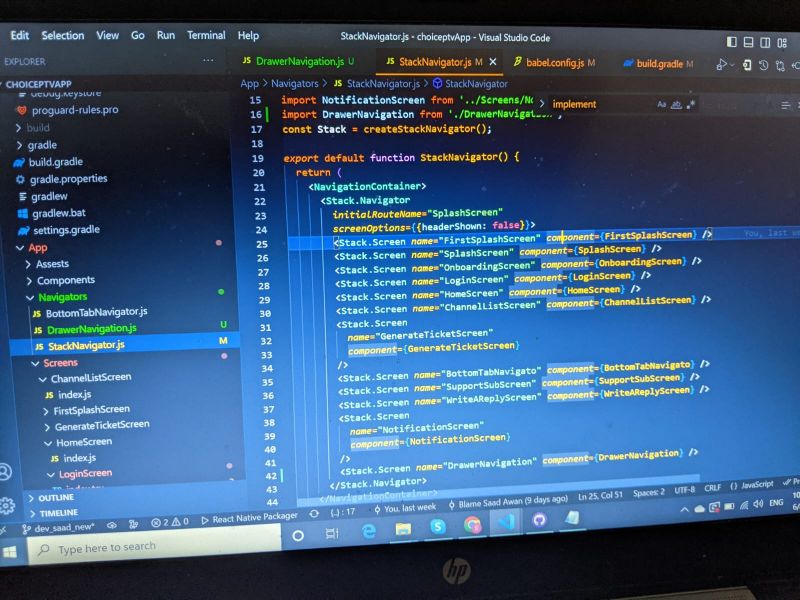 Edit Selection View Go Run Terminal Help
StackNavigator.js - choiceptvApp - Visual Studio Code
EXPLORER
...
JS DrawerNavigation.js U
JS StackNavigator.js M ×
babel.config.js M
build.gradle M
CHOICEPTVAPP
App > Navigators > JS StackNavigator.js > StackNavigator
debug.keystore
proguard-rules.pro
> build
> gradle
build.gradle
gradle.properties
gradlew
gradlew.bat
settings.gradle
App
> Assests
> Components
Navigators
JS BottomTabNavigator.js
JS DrawerNavigation.js U
JS StackNavigator.js M
Screens
ChannelListScreen
JS index.js
> FirstSplashScreen
> GenerateTicketScreen
HomeScreen
JS index.js
LoginScreen
> OUTLINE
> TIMELINE
> implement
Aa ab .*
15 import NotificationScreen from '../Screens/No
16 import DrawerNavigation from './DrawerNavigation';
17 const Stack = createStackNavigator();
18
19 export default function StackNavigator() {
20 return (
21 <NavigationContainer>
22 <Stack.Navigator
23 initialRouteName="SplashScreen"
24 screenOptions={{headerShown: false}}>
25 <Stack.Screen name="FirstSplashScreen" component={FirstSplashScreen} /> You, last we
26 <Stack.Screen name="SplashScreen" component={SplashScreen} />
27 <Stack.Screen name="OnboardingScreen" component={OnboardingScreen} />
28 <Stack.Screen name="LoginScreen" component={LoginScreen} />
29 <Stack.Screen name="HomeScreen" component={HomeScreen} />
30 <Stack.Screen name="ChannelListScreen" component={ChannelListScreen} />
31 <Stack.Screen
32 name="GenerateTicketScreen"
33 component={GenerateTicketScreen}
34 />
35 <Stack.Screen name="BottomTabNavigato" component={BottomTabNavigato} />
36 <Stack.Screen name="SupportSubScreen" component={SupportSubScreen} />
37 <Stack.Screen name="WriteAReplyScreen" component={WriteAReplyScreen} />
38 <Stack.Screen
39 name="NotificationScreen"
40 component={NotificationScreen}
41 />
42 <Stack.Screen name="DrawerNavigation" component={DrawerNavigation} />
43 </Stack.Navigator>
44 </NavigationContainer>
dev_saad_new*
2 0
React Native Packager
{..} : 17
You, last week
Blame Saad Awan (9 days ago)
Ln 25, Col 51
Spaces: 2
UTF-8
CRLF
{} JavaScript
Type here to search
ENG
hp